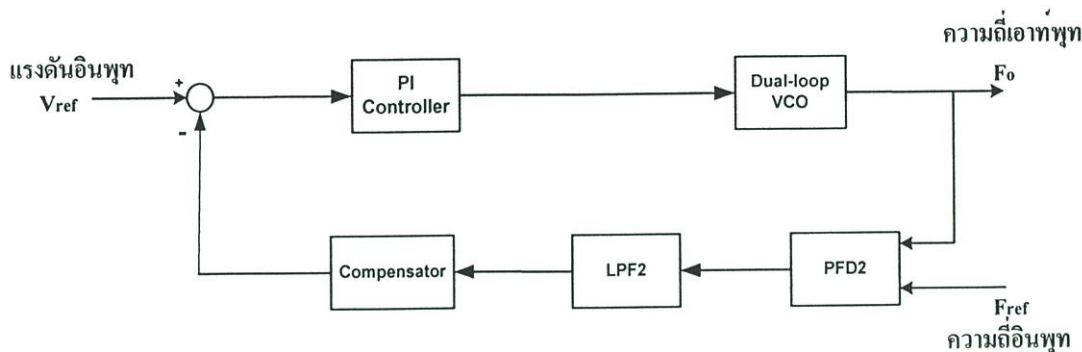 ความถี่เอาท์พุท
Fo
แรงดันอินพุท
Vref
+
-
PI
Controller
Dual-loop
VCO
Compensator
LPF2
PFD2
Fref
ความถี่อินพุท